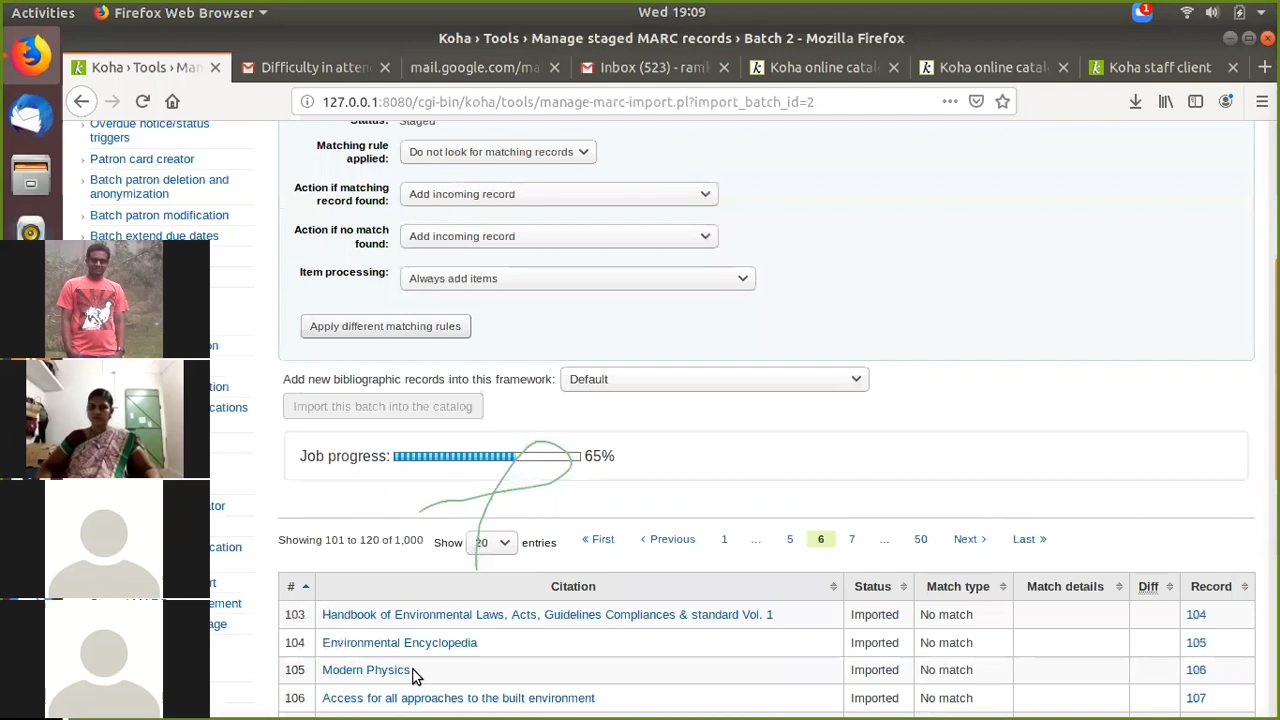 Activities
Firefox Web Browser
Wed 19:09
1
Koha › Tools › Manage staged MARC records › Batch 2 - Mozilla Firefox
Koha › Tools › Man
Difficulty in atten
mail.google.com/ma
Inbox (523) - raml
Koha online catal
Koha online catal
Koha staff client
127.0.0.1:8080/cgi-bin/koha/tools/manage-marc-import.pl?import_batch_id=2
Overdue notice/status
triggers
Patron card creator
Batch patron deletion and
anonymization
Batch patron modification
Batch extend due dates
Status: Staged
Matching rule
applied:
Do not look for matching records
Action if matching
record found:
Add incoming record
Action if no match
found:
Add incoming record
Item processing:
Always add items
Apply different matching rules
Add new bibliographic records into this framework:
Default
Import this batch into the catalog
Job progress: 65%
Showing 101 to 120 of 1,000
Show 20 entries
First
Previous
1 ... 5 6 7 ... 50
Next
Last
# Citation Status Match type Match details Diff Record
103 Handbook of Environmental Laws, Acts, Guidelines Compliances & standard Vol. 1 Imported No match 104
104 Environmental Encyclopedia Imported No match 105
105 Modern Physics Imported No match 106
106 Access for all approaches to the built environment Imported No match 107